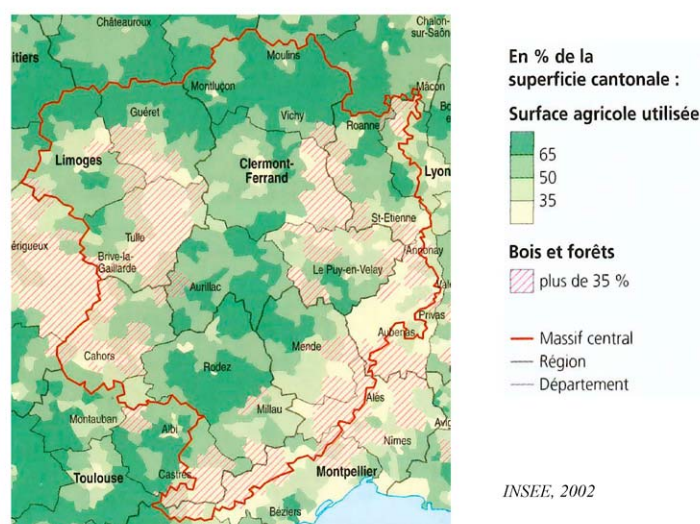 Châteauroux
Chalon-
sur-Saôn
itiers
Moulins
Montluçon
Mâcon
Guéret
Vichy
Roanne
Limoges
Clermont-
Ferrand
Lyon
St-Etienne
Tulle
érigueux
Brive-la-
Gaillarde
Annonay
Le Puy-en-Velay
Aurillac
Privas
Aubenas
Cahors
Mende
Rodez
Alès
Millau
Montauban
Albi
Nimes
Castres
Toulouse
Montpellier
Béziers
En % de la
superficie cantonale :
Surface agricole utilisée
65
50
35
Bois et forêts
plus de 35 %
Massif central
Région
Département
INSEE, 2002